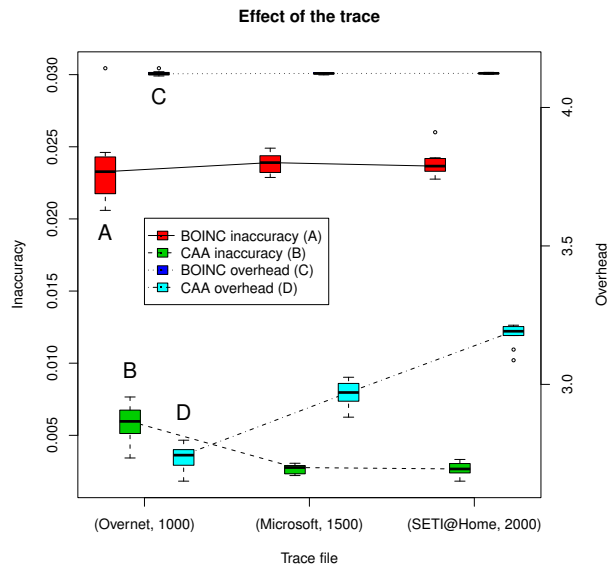 Effect of the trace
0.030
0.025
0.020
0.015
0.010
0.005
Inaccuracy
4.0
3.5
3.0
Overhead
C
A
BOINC inaccuracy (A)
CAA inaccuracy (B)
BOINC overhead (C)
CAA overhead (D)
B
D
(Overnet, 1000)
(Microsoft, 1500)
(SETI@Home, 2000)
Trace file